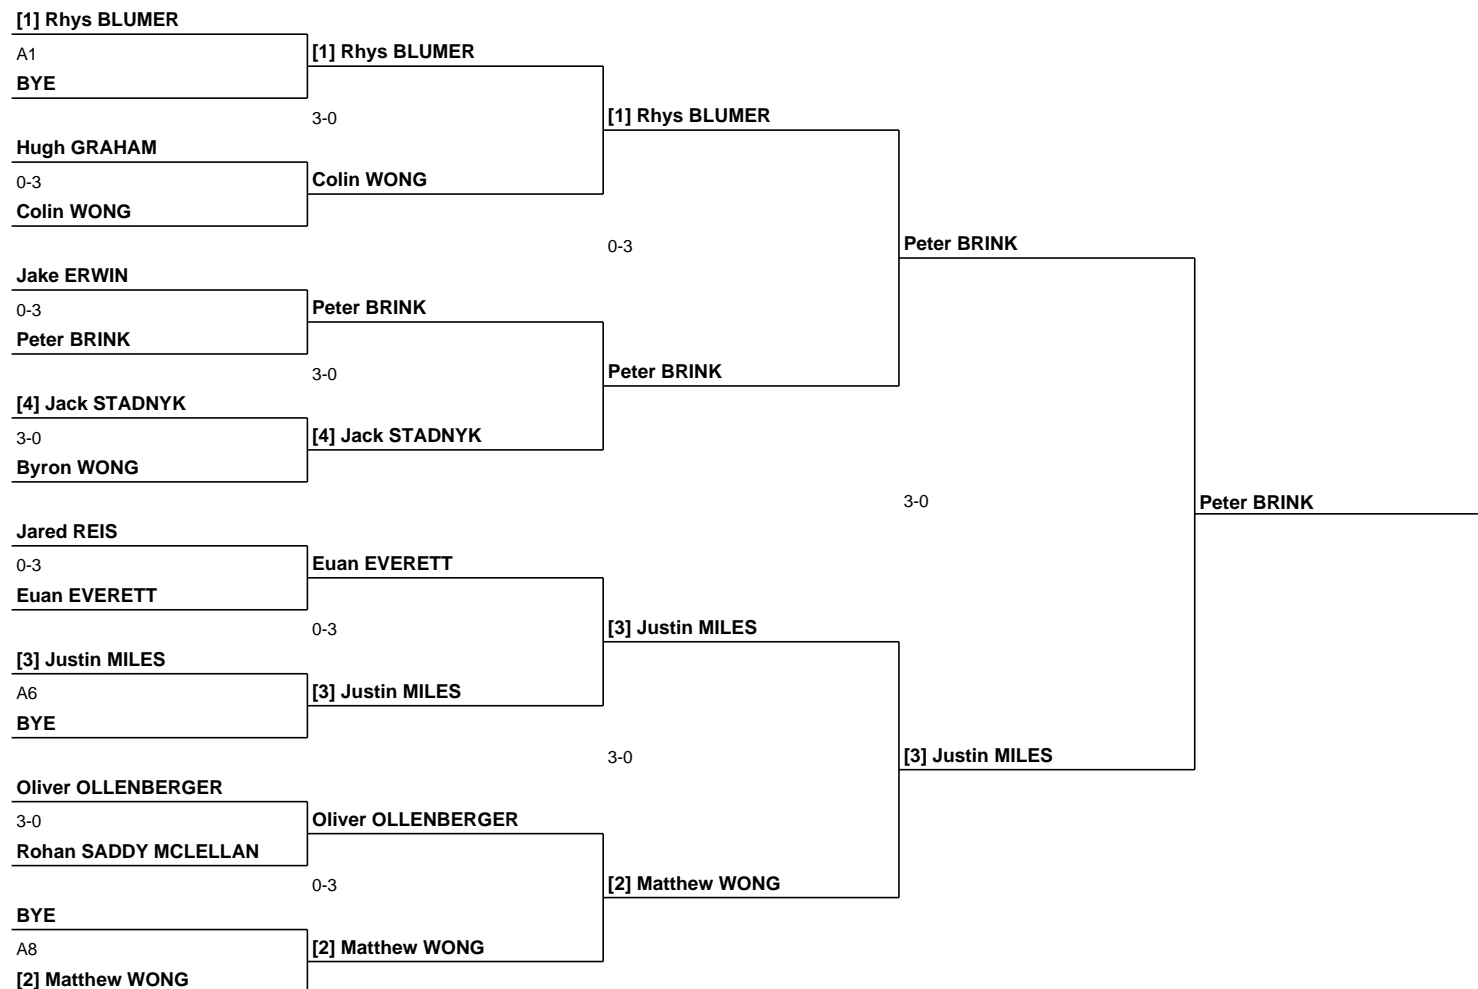 [1] Rhys BLUMER
A1
BYE
[1] Rhys BLUMER
3-0
Hugh GRAHAM
0-3
Colin WONG
Colin WONG
[1] Rhys BLUMER
0-3
Jake ERWIN
0-3
Peter BRINK
Peter BRINK
3-0
[4] Jack STADNYK
3-0
Byron WONG
[4] Jack STADNYK
Peter BRINK
Peter BRINK
3-0
Peter BRINK
Jared REIS
0-3
Euan EVERETT
Euan EVERETT
0-3
[3] Justin MILES
A6
BYE
[3] Justin MILES
[3] Justin MILES
3-0
[3] Justin MILES
Oliver OLLENBERGER
3-0
Rohan SADDY MCLELLAN
Oliver OLLENBERGER
0-3
BYE
A8
[2] Matthew WONG
[2] Matthew WONG
[2] Matthew WONG